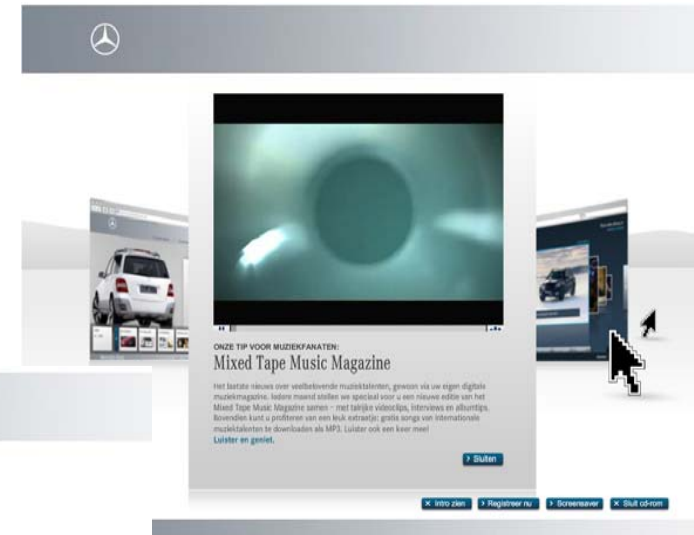 ONZE TIP VOOR MUZIEKFANATEN:
Mixed Tape Music Magazine
Het laatste nieuws over veelbelovende muziektalenten, gewoon via uw eigen digitale
muziekmagazine. Iedere maand stellen we speciaal voor u een nieuwe editie van het
Mixed Tape Music Magazine samen – met talrijke videoclips, interviews en albumtips.
Bovendien kunt u profiteren van een leuk extraatje: gratis songs van internationale
muziektalenten te downloaden als MP3. Luister ook een keer mee!
Luister en geniet.
Sluiten
Intro zien
Registreer nu
Screensaver
Sluit cd-rom